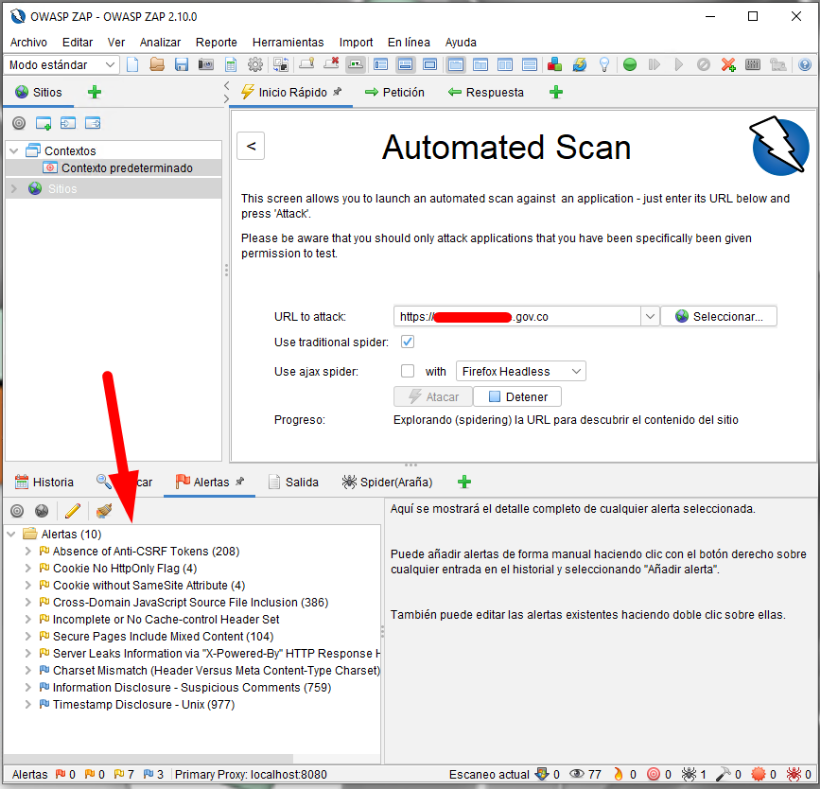 OWASP ZAP - OWASP ZAP 2.10.0
Archivo Editar Ver Analizar Reporte Herramientas Import En línea Ayuda
Modo estándar
Sitios
Inicio Rápido Petición Respuesta
Contextos
Contexto predeterminado
Sitios
<
Automated Scan
This screen allows you to launch an automated scan against an application - just enter its URL below and
press 'Attack'.
Please be aware that you should only attack applications that you have been specifically been given
permission to test.
URL to attack: https:// .gov.co Seleccionar...
Use traditional spider:
Use ajax spider: with Firefox Headless
Atacar Detener
Progreso: Explorando (spidering) la URL para descubrir el contenido del sitio
Historia car Alertas Salida Spider(Araña)
Alertas (10)
Absence of Anti-CSRF Tokens (208)
Cookie No HttpOnly Flag (4)
Cookie without SameSite Attribute (4)
Cross-Domain JavaScript Source File Inclusion (386)
Incomplete or No Cache-control Header Set
Secure Pages Include Mixed Content (104)
Server Leaks Information via "X-Powered-By" HTTP Response H
Charset Mismatch (Header Versus Meta Content-Type Charset)
Information Disclosure - Suspicious Comments (759)
Timestamp Disclosure - Unix (977)
Aquí se mostrará el detalle completo de cualquier alerta seleccionada.
Puede añadir alertas de forma manual haciendo clic con el botón derecho sobre
cualquier entrada en el historial y seleccionando "Añadir alerta".
También puede editar las alertas existentes haciendo doble clic sobre ellas.
Alertas 0 0 7 3 Primary Proxy: localhost:8080 Escaneo actual 0 77 0 0 1 0 0 0